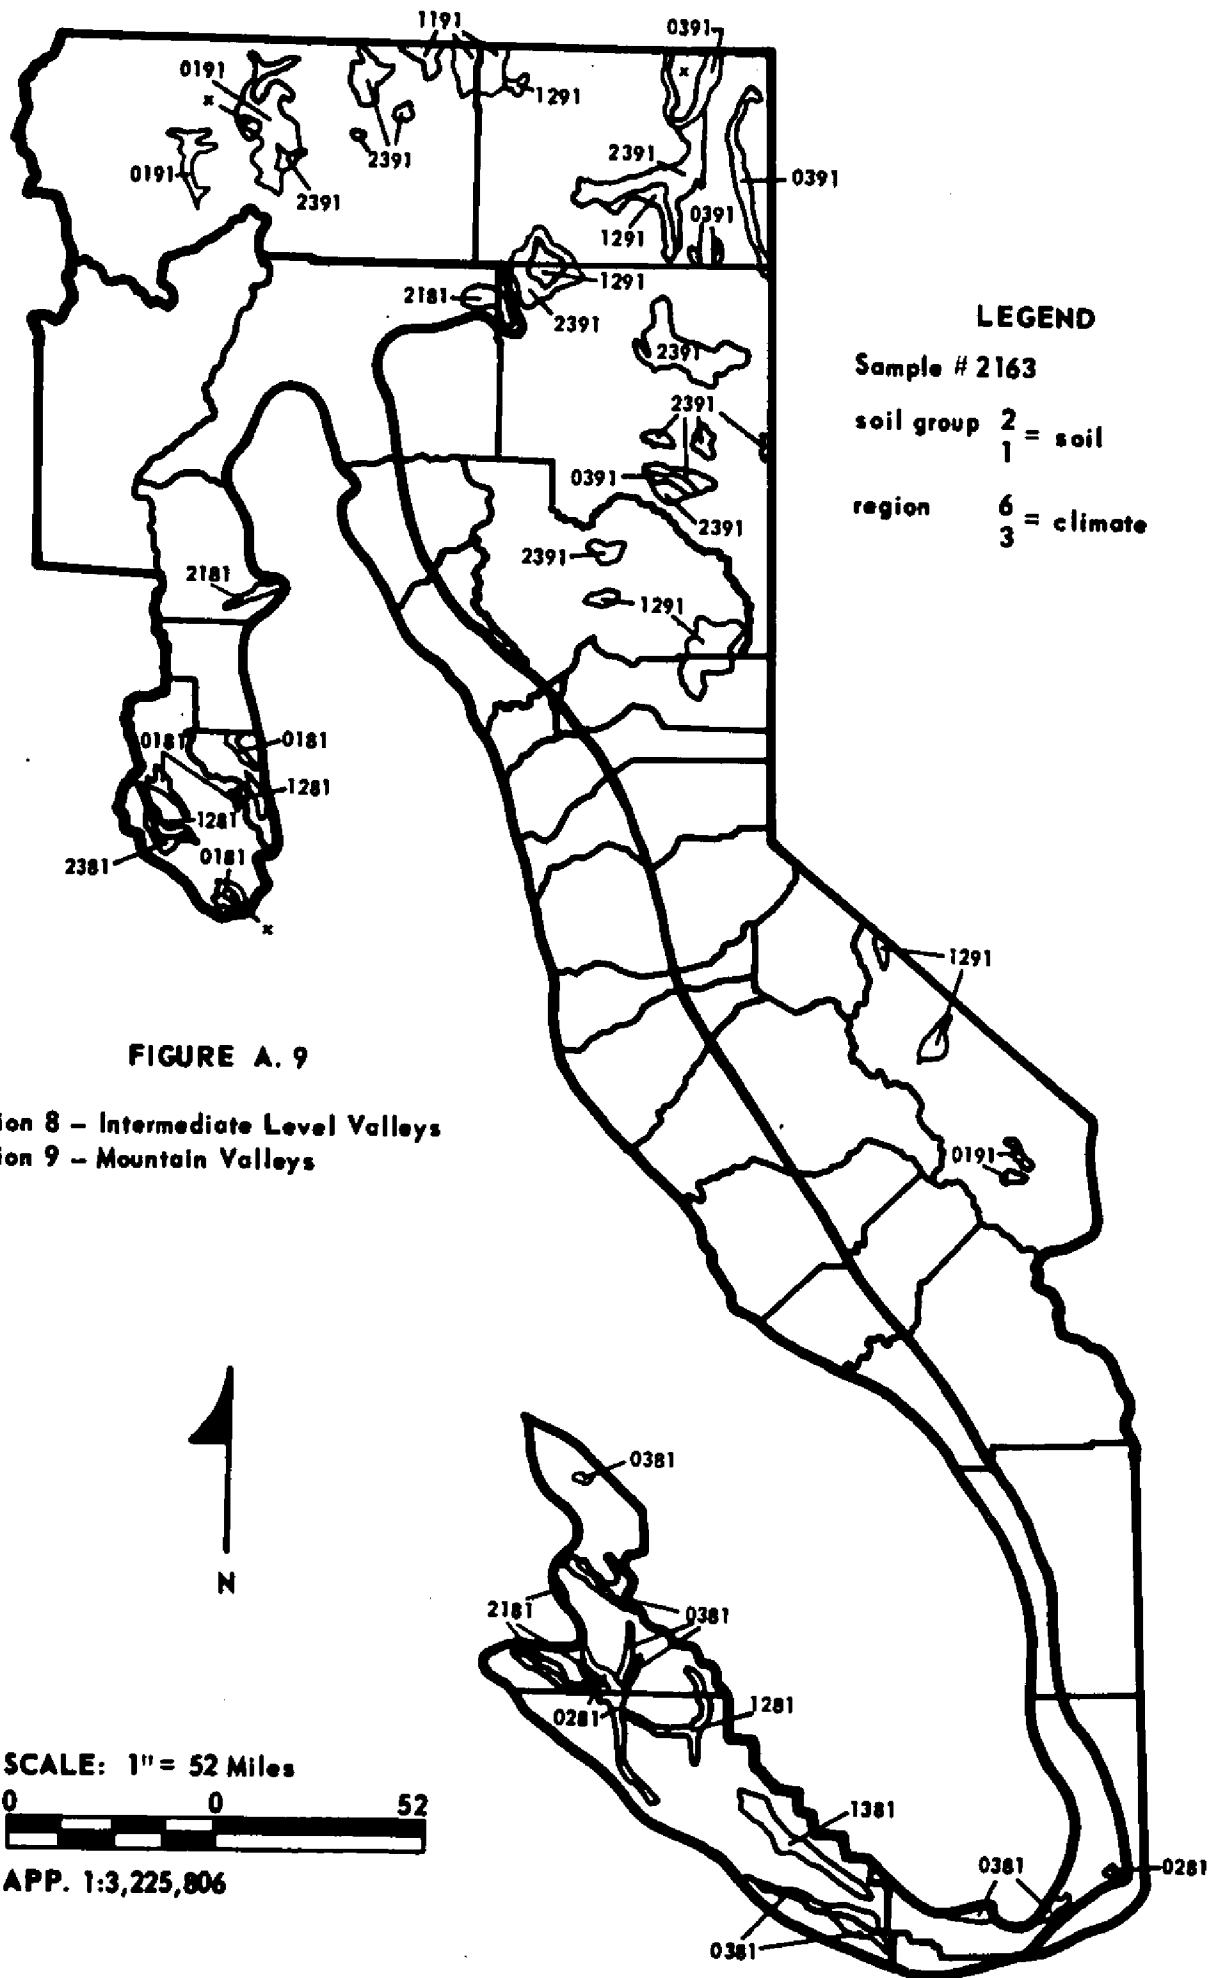 1191
0391
0191
x
x
1291
2391
0191
2391
2391
0391
1291
0391
2181
1291
2391
LEGEND
Sample # 2163
soil group 2 = soil
1
region 6 = climate
3
2391
2391
0391
2391
2391
1291
2181
0181
0181
1281
1281
2381
0181
x
1291
0191
FIGURE A. 9
ion 8 – Intermediate Level Valleys
ion 9 – Mountain Valleys
N
0381
2181
0381
0281
1281
1381
0381
0281
0381
SCALE: 1" = 52 Miles
0 0 52
APP. 1:3,225,806